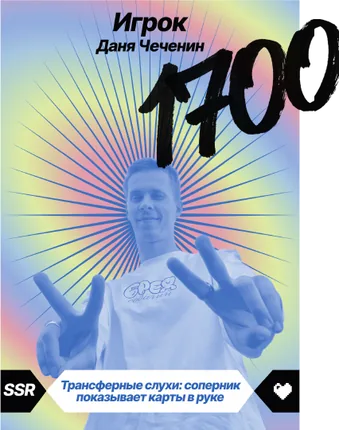 Игрок
Даня Чеченин
1700
SSR
Трансферные слухи: соперник
показывает карты в руке